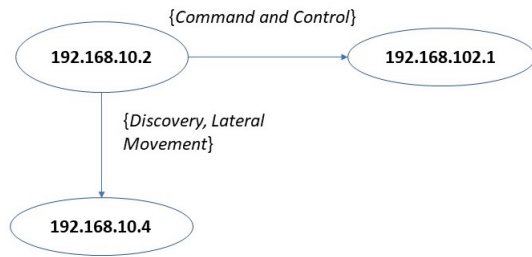 {Command and Control}
192.168.10.2
192.168.102.1
{Discovery, Lateral
Movement}
192.168.10.4